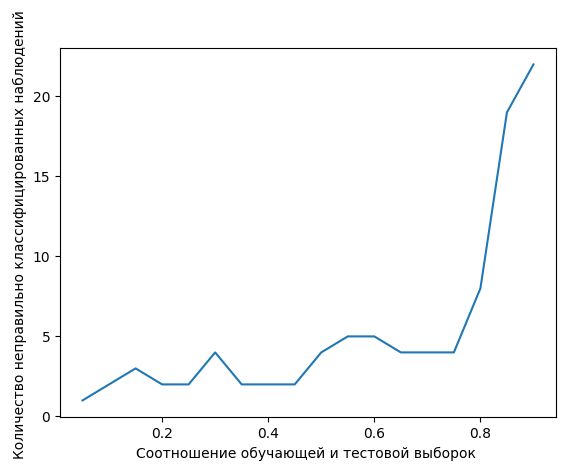 Количество неправильно классифицированных наблюдений
20
15
10
5
0
0.2 0.4 0.6 0.8
Соотношение обучающей и тестовой выборок